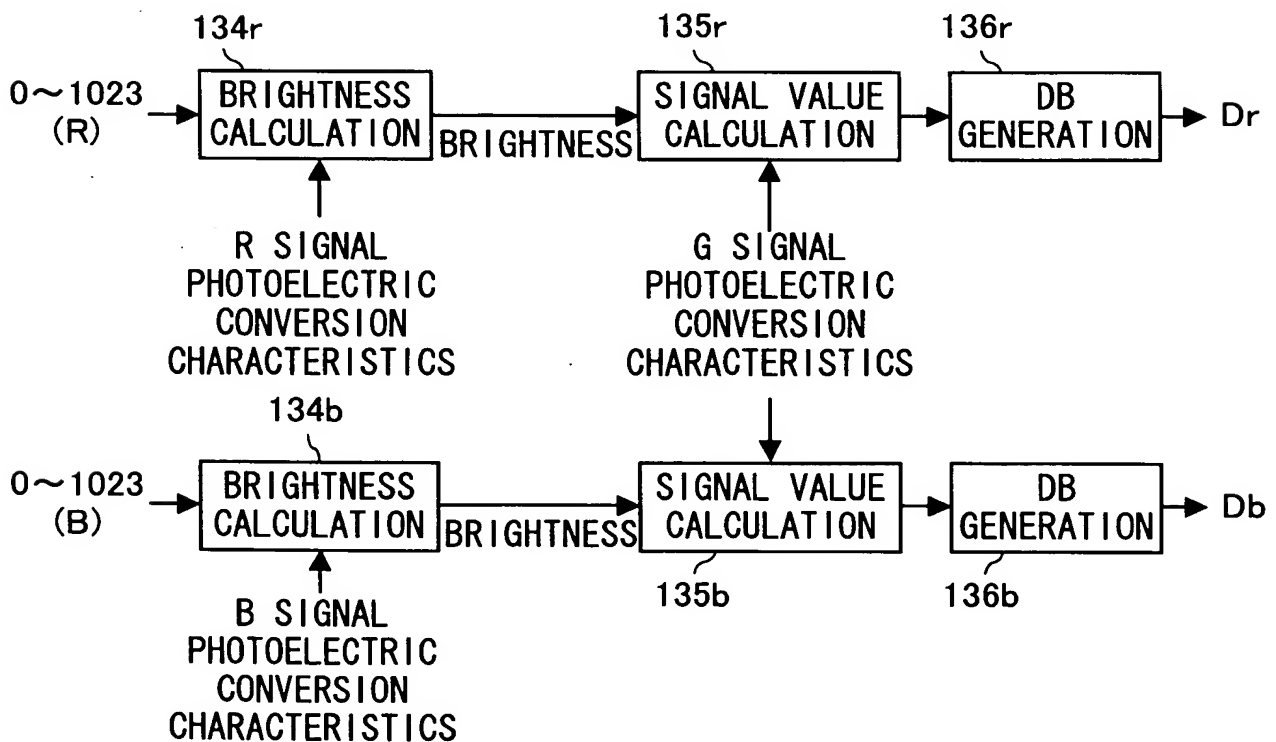 134r
135r
136r
0~1023
(R)
BRIGHTNESS
CALCULATION
BRIGHTNESS
SIGNAL VALUE
CALCULATION
DB
GENERATION
Dr
R SIGNAL
PHOTOELECTRIC
CONVERSION
CHARACTERISTICS
G SIGNAL
PHOTOELECTRIC
CONVERSION
CHARACTERISTICS
134b
0~1023
(B)
BRIGHTNESS
CALCULATION
BRIGHTNESS
SIGNAL VALUE
CALCULATION
DB
GENERATION
Db
135b
136b
B SIGNAL
PHOTOELECTRIC
CONVERSION
CHARACTERISTICS